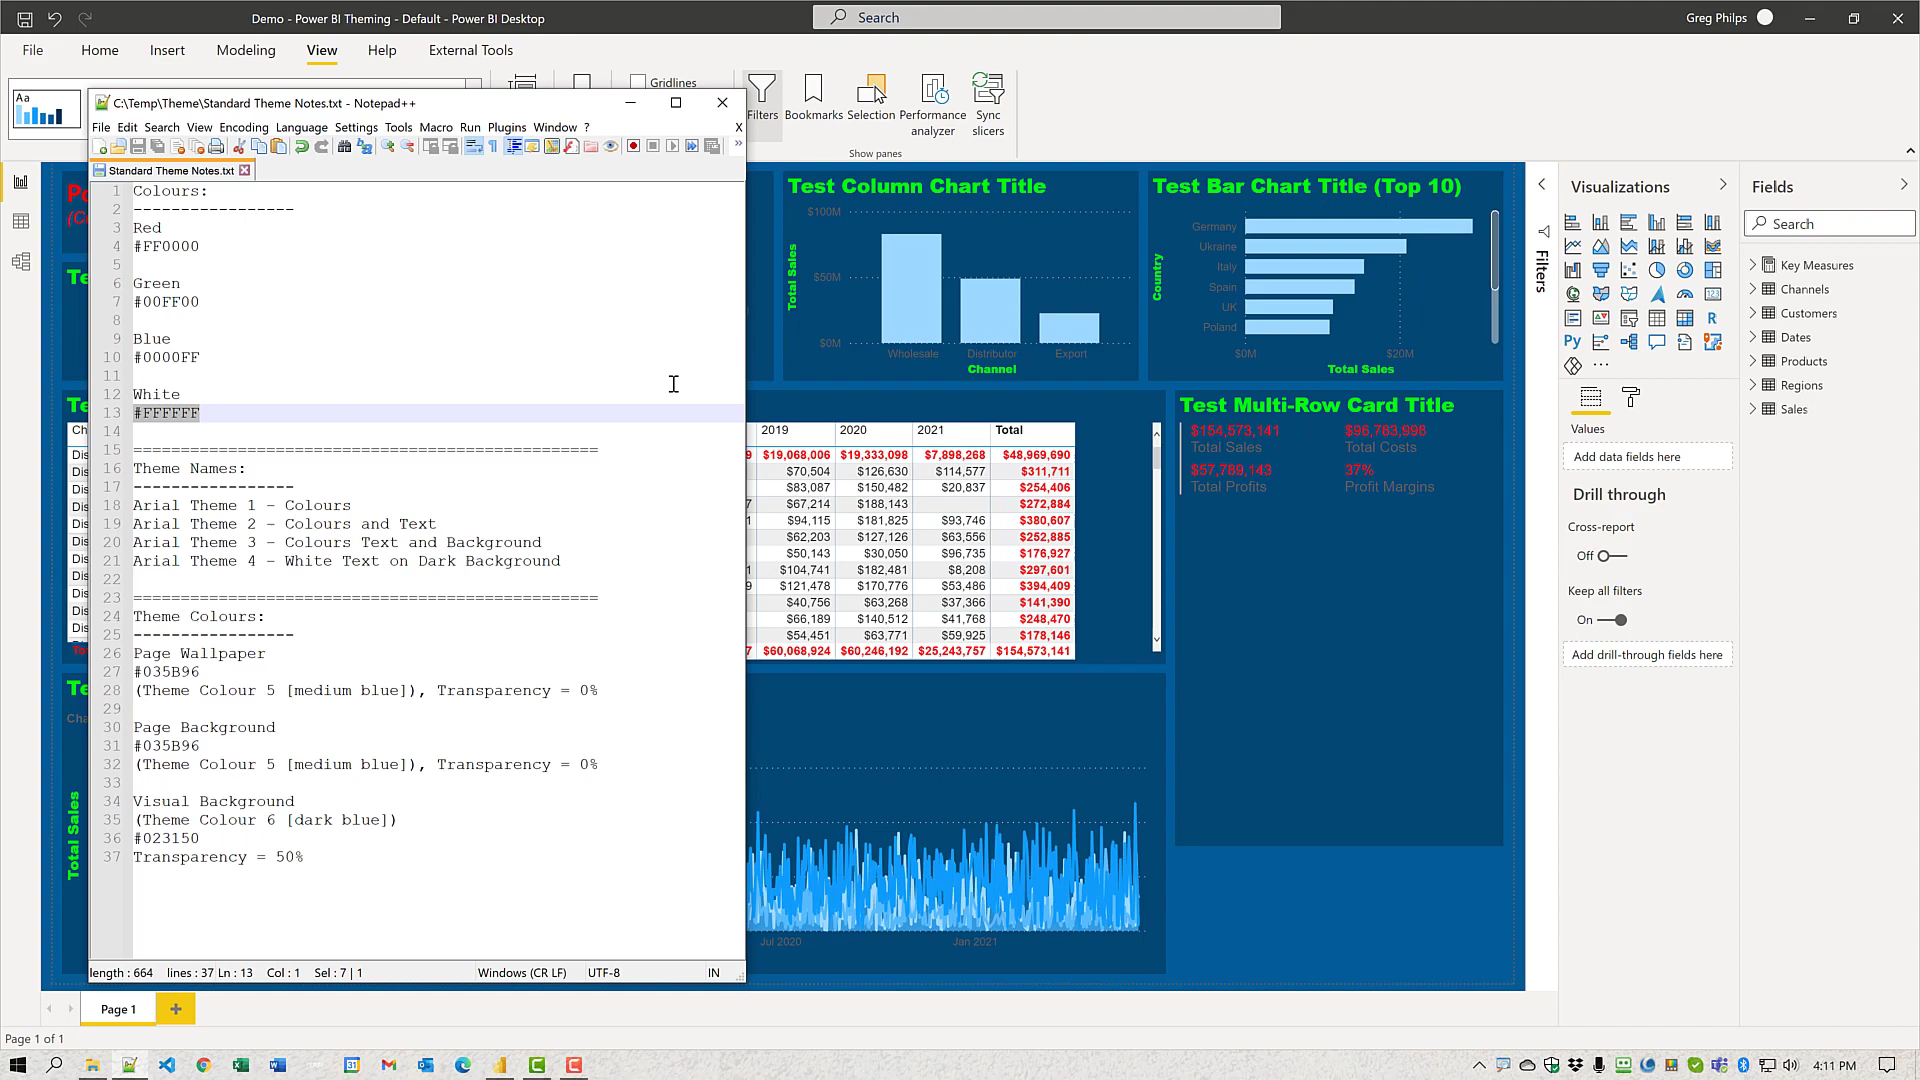 Demo - Power BI Theming - Default - Power BI Desktop
Search
Greg Philps
File Home Insert Modeling View Help External Tools
Aa
Gridlines
Filters
Bookmarks
Selection
Performance analyzer
Sync slicers
Show panes
C:\Temp\Theme\Standard Theme Notes.txt - Notepad++
File Edit Search View Encoding Language Settings Tools Macro Run Plugins Window ? X
Standard Theme Notes.txt
1 Colours:
2 -----------------
3 Red
4 #FF0000
5
6 Green
7 #00FF00
8
9 Blue
10 #0000FF
11
12 White
13 #FFFFFF
14
15 =================================================
16 Theme Names:
17 -----------------
18 Arial Theme 1 - Colours
19 Arial Theme 2 - Colours and Text
20 Arial Theme 3 - Colours Text and Background
21 Arial Theme 4 - White Text on Dark Background
22
23 =================================================
24 Theme Colours:
25 -----------------
26 Page Wallpaper
27 #035B96
28 (Theme Colour 5 [medium blue]), Transparency = 0%
29
30 Page Background
31 #035B96
32 (Theme Colour 5 [medium blue]), Transparency = 0%
33
34 Visual Background
35 (Theme Colour 6 [dark blue])
36 #023150
37 Transparency = 50%
length : 664 lines : 37 Ln : 13 Col : 1 Sel : 7 | 1 Windows (CR LF) UTF-8 IN
Test Column Chart Title
Total Sales
$100M
$50M
$0M
Wholesale Distributor Export
Channel
Test Bar Chart Title (Top 10)
Country
Germany
Ukraine
Italy
Spain
UK
Poland
$0M $20M
Total Sales
2019 2020 2021 Total
9 $19,068,006 $19,333,098 $7,898,268 $48,969,690
$70,504 $126,630 $114,577 $311,711
$83,087 $150,482 $20,837 $254,406
7 $67,214 $188,143 $272,884
1 $94,115 $181,825 $93,746 $380,607
$62,203 $127,126 $63,556 $252,885
$50,143 $30,050 $96,735 $176,927
1 $104,741 $182,481 $8,208 $297,601
9 $121,478 $170,776 $53,486 $394,409
$40,756 $63,268 $37,366 $141,390
$66,189 $140,512 $41,768 $248,470
$54,451 $63,771 $59,925 $178,146
7 $60,068,924 $60,246,192 $25,243,757 $154,573,141
Test Multi-Row Card Title
$154,573,141 $96,783,998
Total Sales Total Costs
$57,789,143 37%
Total Profits Profit Margins
Total Sales
Jul 2020 Jan 2021
Filters
Visualizations
R
Py
Values
Add data fields here
Drill through
Cross-report
Off
Keep all filters
On
Add drill-through fields here
Fields
Search
Key Measures
Channels
Customers
Dates
Products
Regions
Sales
Page 1
Page 1 of 1
4:11 PM